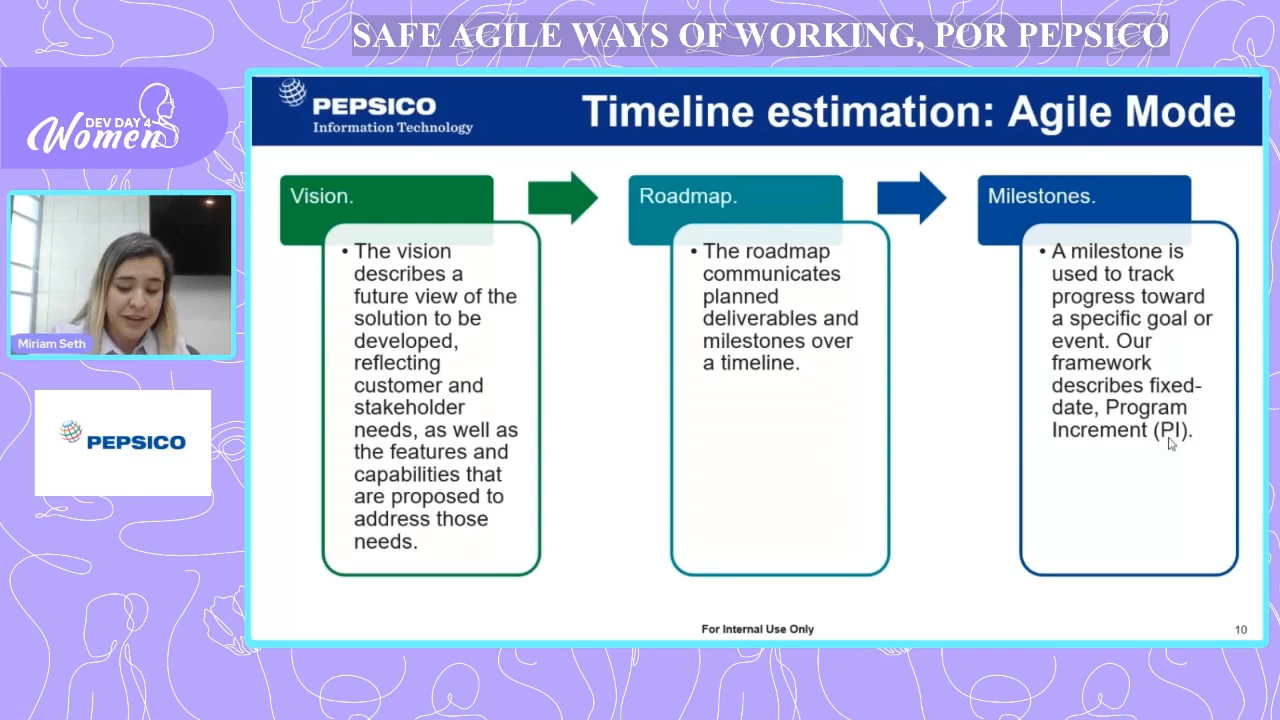 SAFE AGILE WAYS OF WORKING, POR PEPSICO
DEV DAY 4
Women
Miriam Seth
PEPSICO
PEPSICO
Information Technology
Timeline estimation: Agile Mode
Vision.
• The vision
describes a
future view of the
solution to be
developed,
reflecting
customer and
stakeholder
needs, as well as
the features and
capabilities that
are proposed to
address those
needs.
Roadmap.
• The roadmap
communicates
planned
deliverables and
milestones over
a timeline.
Milestones.
• A milestone is
used to track
progress toward
a specific goal or
event. Our
framework
describes fixed-
date, Program
Increment (PI).
For Internal Use Only
10